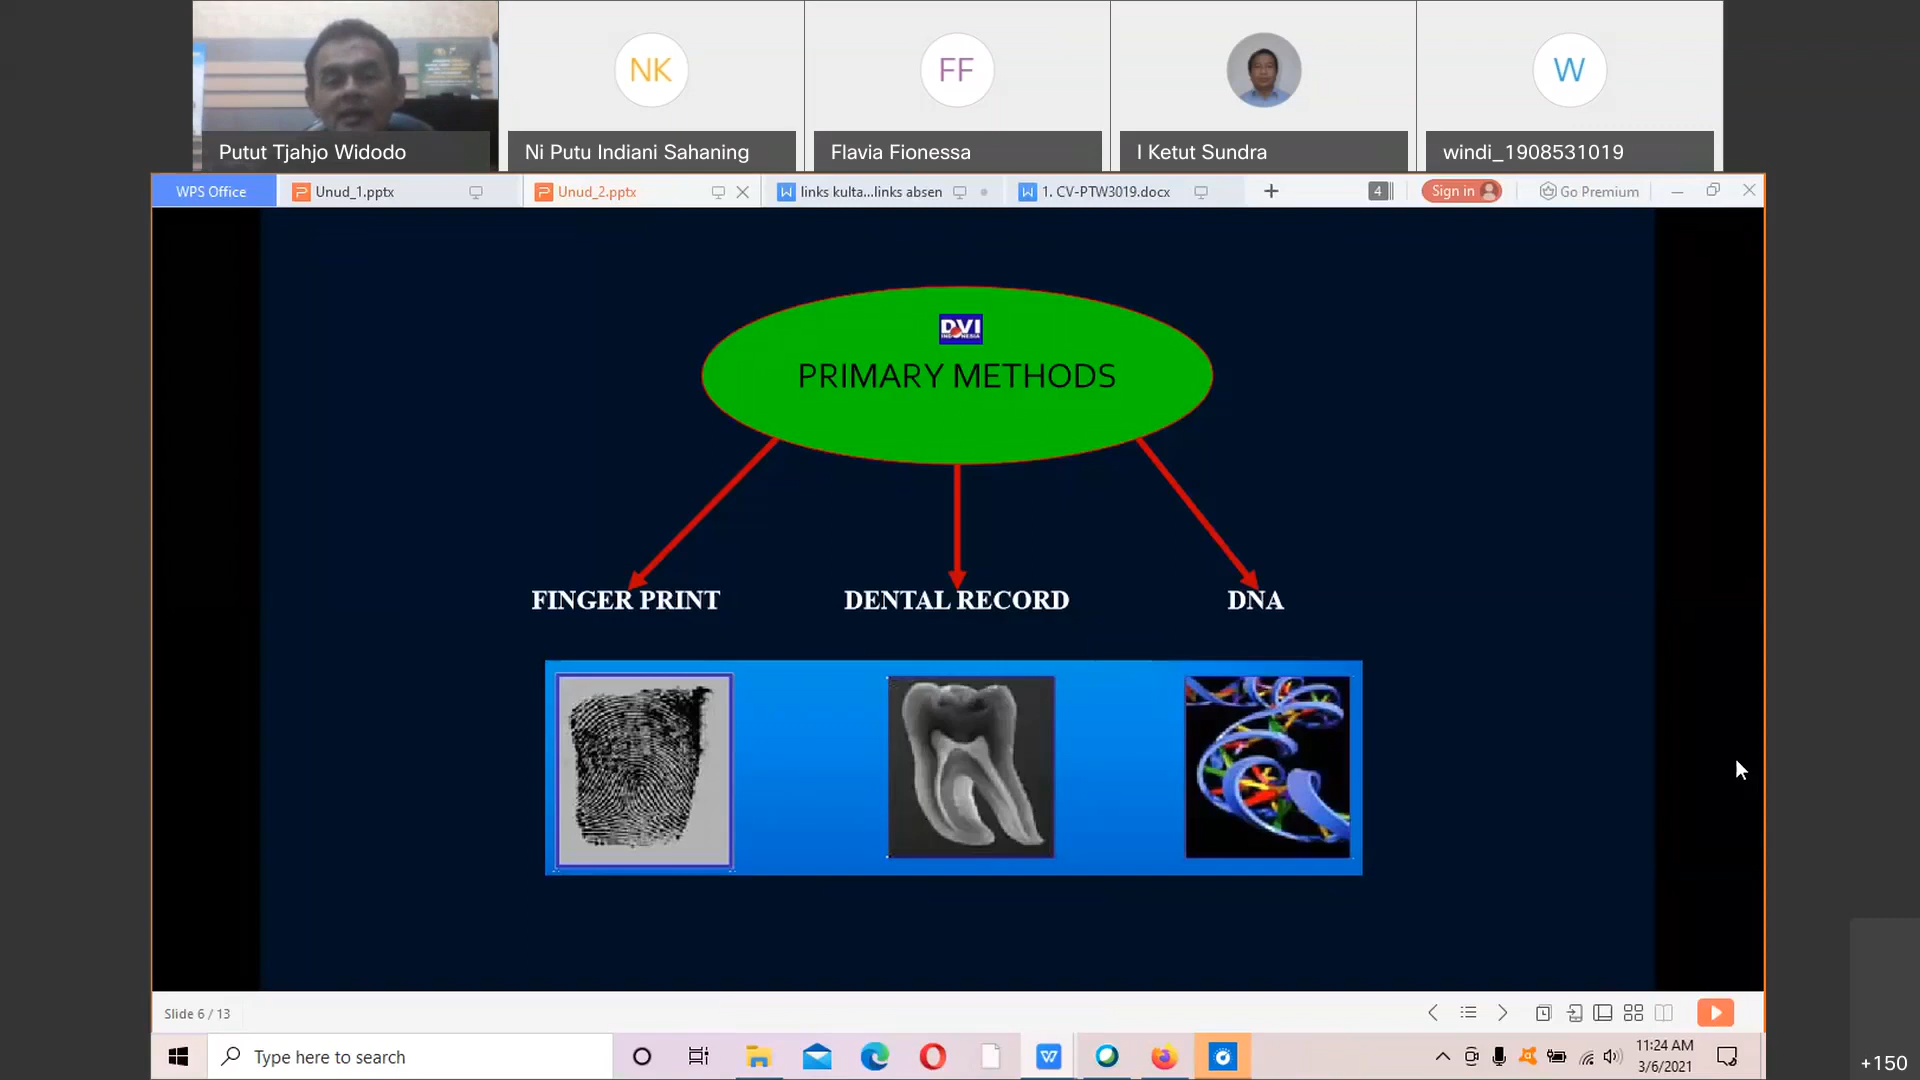 NK
FF
W
Putut Tjahjo Widodo
Ni Putu Indiani Sahaning
Flavia Fionessa
I Ketut Sundra
windi_1908531019
WPS Office
Unud_1.pptx
Unud_2.pptx
links kulta...links absen
1. CV-PTW3019.docx
4
Sign in
Go Premium
DVI
INDONESIA
PRIMARY METHODS
FINGER PRINT
DENTAL RECORD
DNA
Slide 6 / 13
Type here to search
11:24 AM
3/6/2021
+150